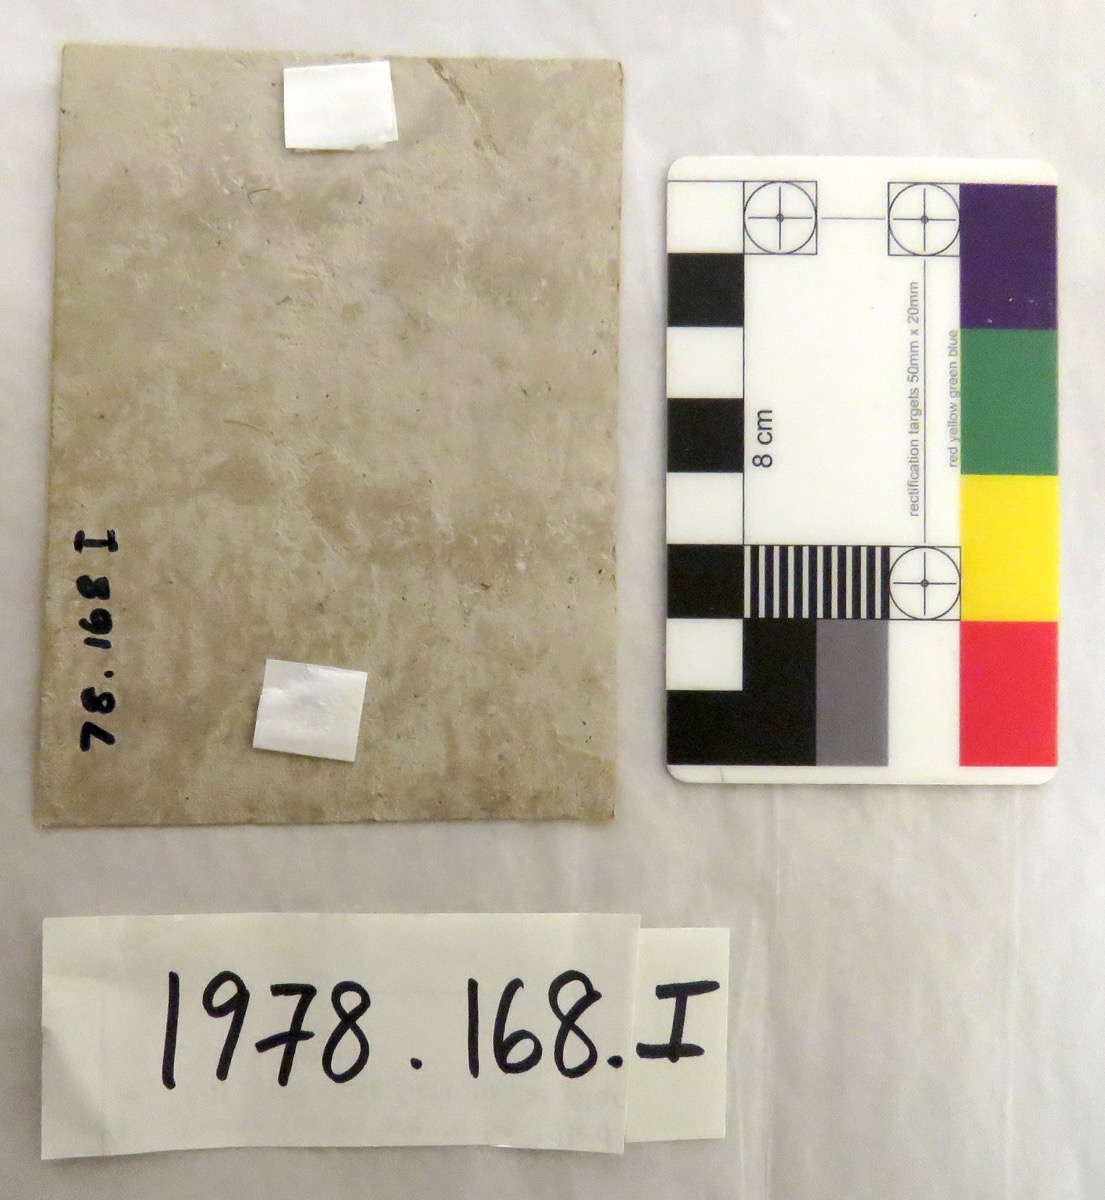 78.168 I
8 cm
rectification targets 50mm x 20mm
red yellow green blue
1978.168.I